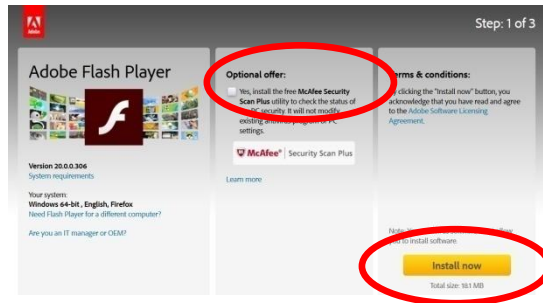 Adobe
Step: 1 of 3
Adobe Flash Player
Version 20.0.0.306
System requirements
Your system:
Windows 64-bit , English, Firefox
Need Flash Player for a different computer?
Are you an IT manager or OEM?
Optional offer:
Yes, install the free McAfee Security
Scan Plus utility to check the status of
PC security. It will not modify
existing antivirus program or PC
settings.
McAfee® | Security Scan Plus
Learn more
Terms & conditions:
By clicking the "Install now" button, you
acknowledge that you have read and agree
to the Adobe Software Licensing
Agreement.
Note:
to install software.
Install now
Total size: 18.1 MB